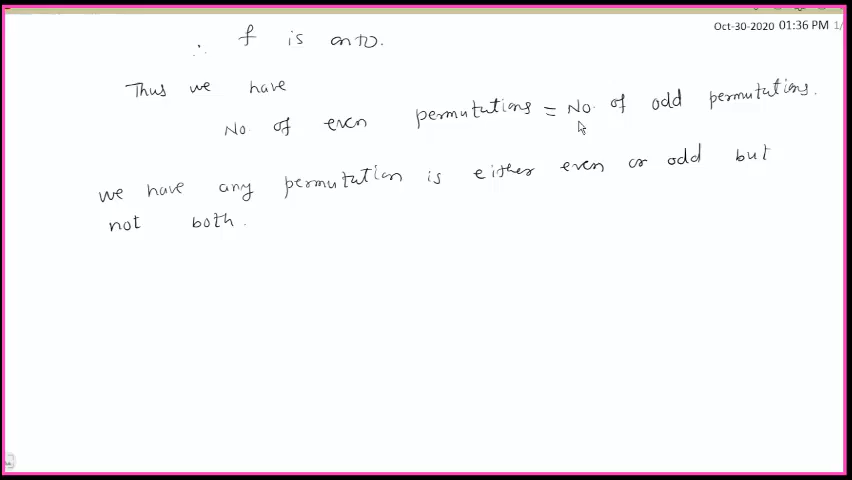 Oct-30-2020 01:36 PM 1/
∴ f is onto.
Thus we have
No. of even permutations = No. of odd permutations.
we have any permutation is either even or odd but
not both.